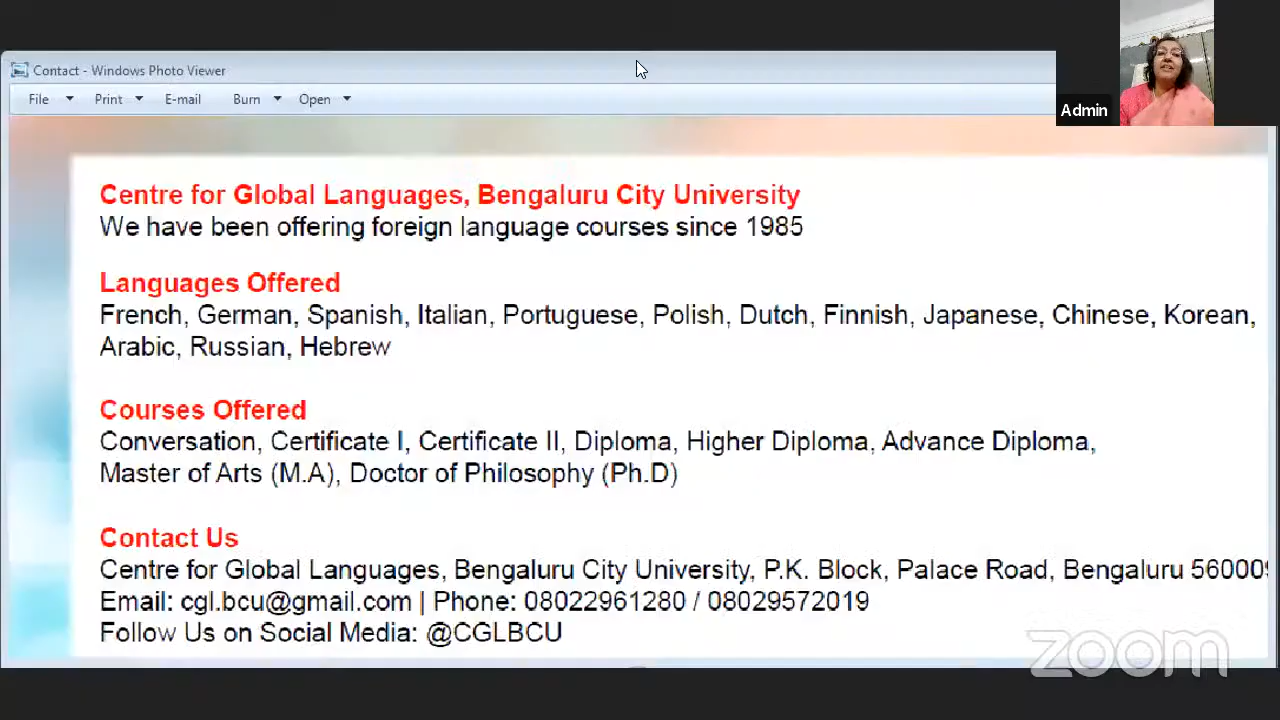 Contact - Windows Photo Viewer
File Print E-mail Burn Open
Admin
Centre for Global Languages, Bengaluru City University
We have been offering foreign language courses since 1985
Languages Offered
French, German, Spanish, Italian, Portuguese, Polish, Dutch, Finnish, Japanese, Chinese, Korean,
Arabic, Russian, Hebrew
Courses Offered
Conversation, Certificate I, Certificate II, Diploma, Higher Diploma, Advance Diploma,
Master of Arts (M.A), Doctor of Philosophy (Ph.D)
Contact Us
Centre for Global Languages, Bengaluru City University, P.K. Block, Palace Road, Bengaluru 560009
Email: cgl.bcu@gmail.com | Phone: 08022961280 / 08029572019
Follow Us on Social Media: @CGLBCU
zoom